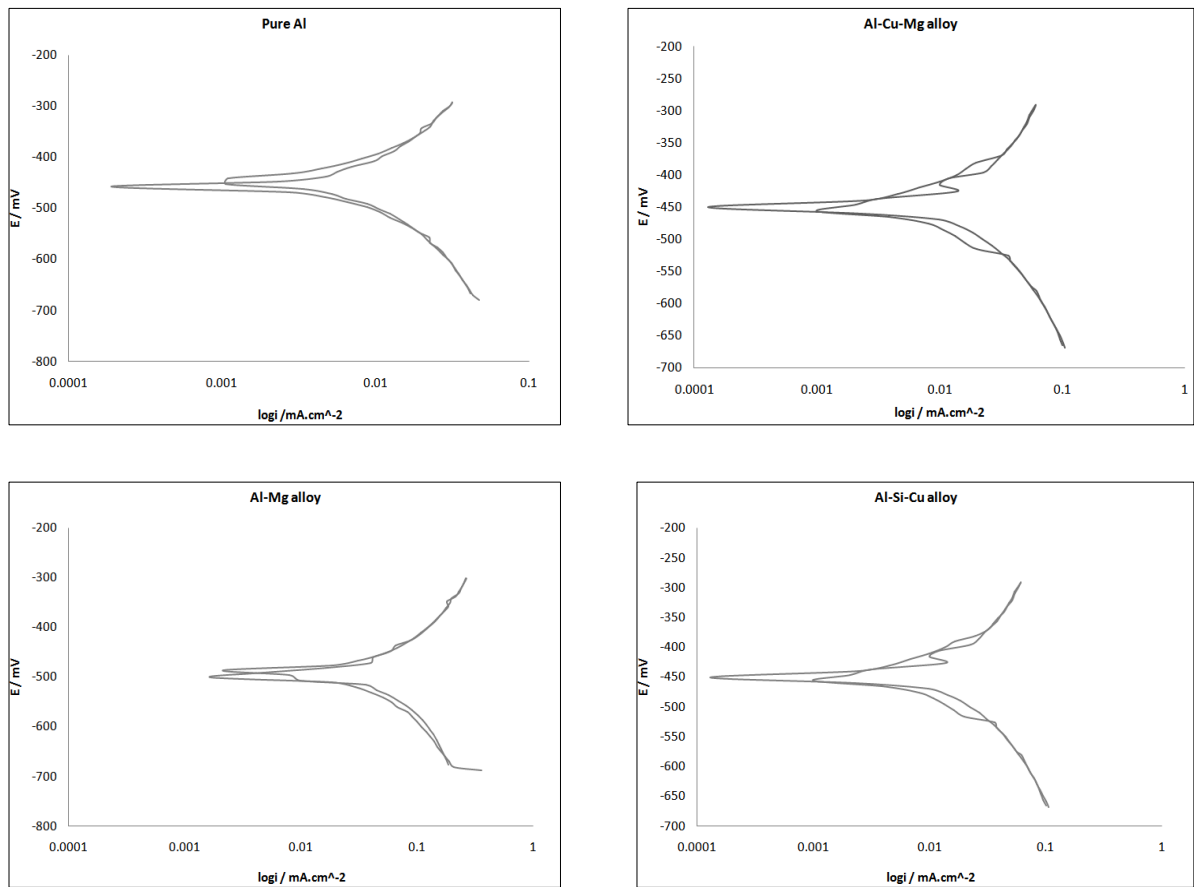 Pure Al
-200
-300
-400
-500
-600
-700
-800
E / mV
0.0001 0.001 0.01 0.1
logi /mA.cm^-2
Al-Cu-Mg alloy
-200
-250
-300
-350
-400
-450
-500
-550
-600
-650
-700
E / mV
0.0001 0.001 0.01 0.1 1
logi / mA.cm^-2
Al-Mg alloy
-200
-300
-400
-500
-600
-700
-800
E / mV
0.0001 0.001 0.01 0.1 1
logi / mA.cm^-2
Al-Si-Cu alloy
-200
-250
-300
-350
-400
-450
-500
-550
-600
-650
-700
E / mV
0.0001 0.001 0.01 0.1 1
logi / mA.cm^-2